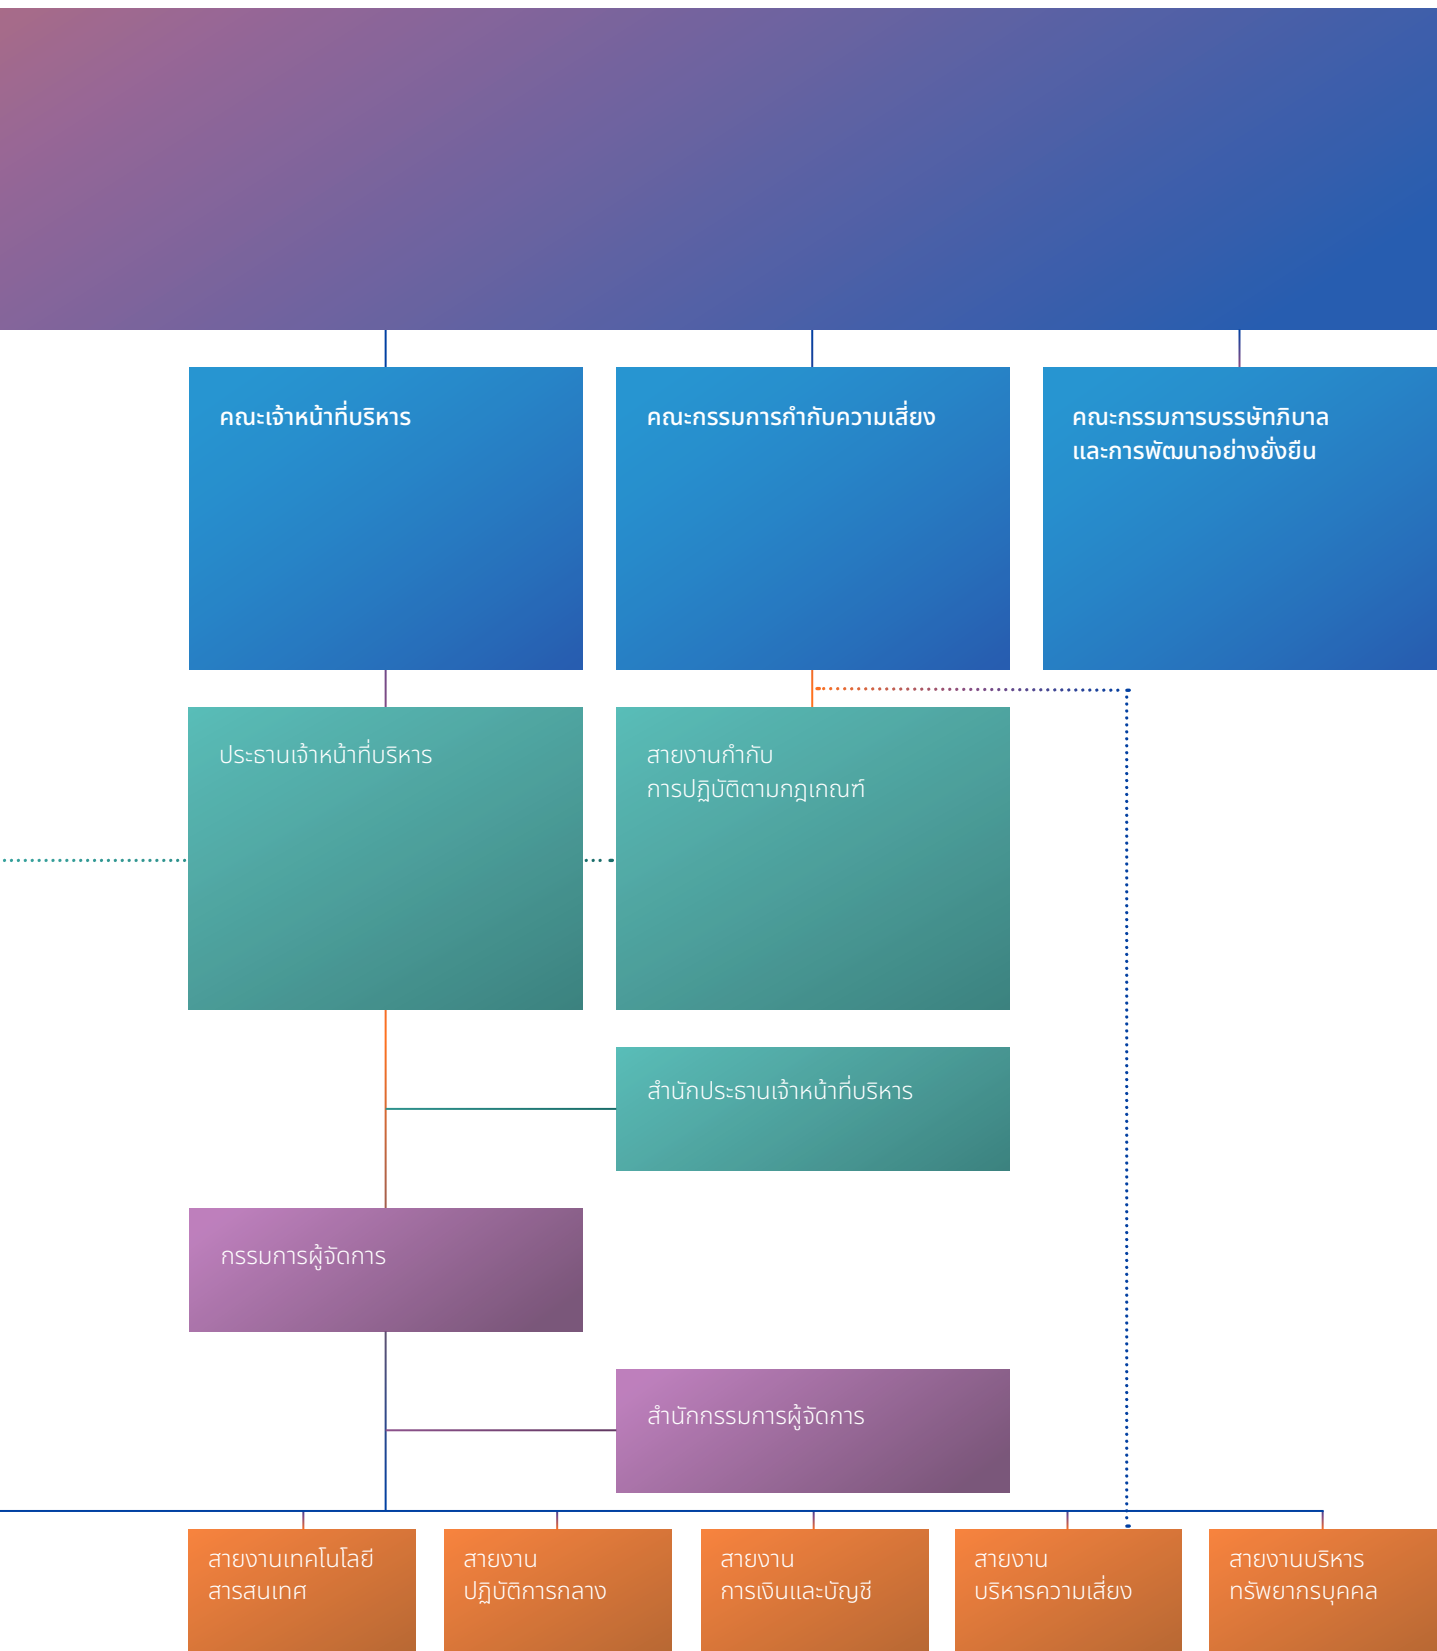 คณะเจ้าหน้าที่บริหาร
คณะกรรมการกำกับความเสี่ยง
คณะกรรมการบรรษัทภิบาล
และการพัฒนาอย่างยั่งยืน
ประธานเจ้าหน้าที่บริหาร
สายงานกำกับ
การปฏิบัติตามกฎเกณฑ์
สำนักประธานเจ้าหน้าที่บริหาร
กรรมการผู้จัดการ
สำนักกรรมการผู้จัดการ
สายงานเทคโนโลยี
สารสนเทศ
สายงาน
ปฏิบัติการกลาง
สายงาน
การเงินและบัญชี
สายงาน
บริหารความเสี่ยง
สายงานบริหาร
ทรัพยากรบุคคล